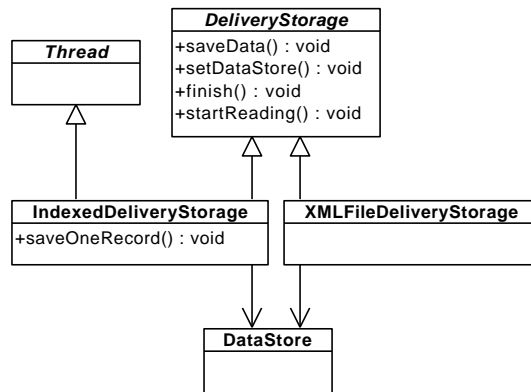 DeliveryStorage
+saveData() : void
+setDataStore() : void
+finish() : void
+startReading() : void
Thread
IndexedDeliveryStorage
+saveOneRecord() : void
XMLFileDeliveryStorage
DataStore